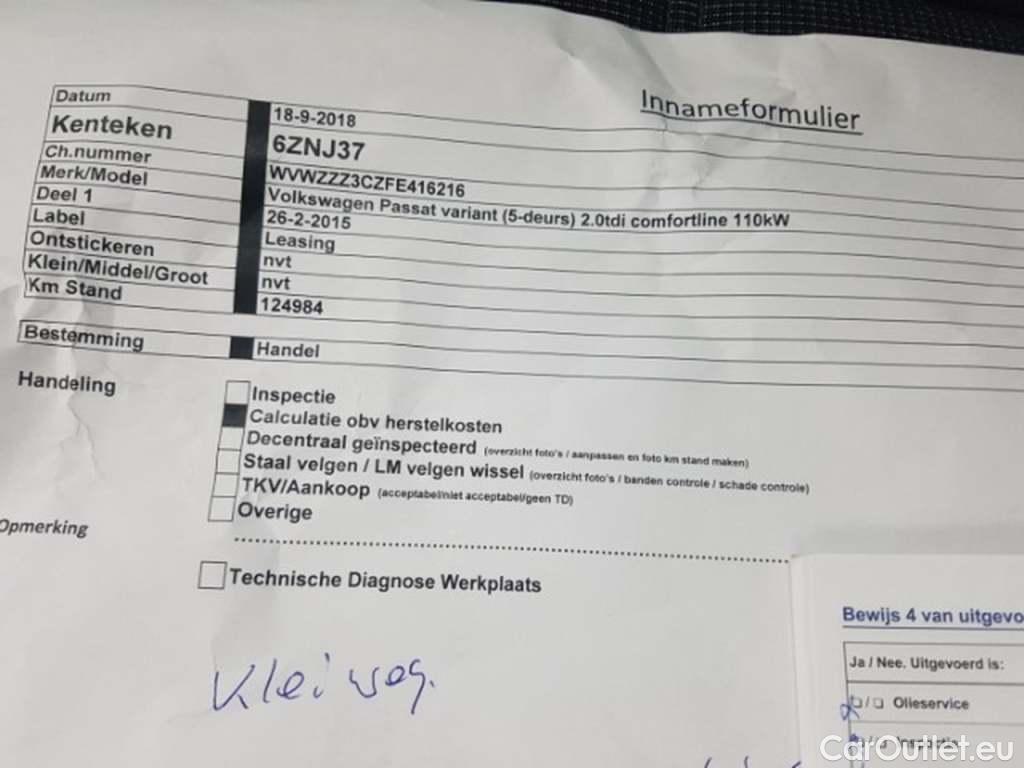 Innameformulier
Datum 18-9-2018
Kenteken 6ZNJ37
Ch.nummer WVWZZZ3CZFE416216
Merk/Model Volkswagen Passat variant (5-deurs) 2.0tdi comfortline 110kW
Deel 1 26-2-2015
Label Leasing
Ontstickeren nvt
Klein/Middel/Groot nvt
Km Stand 124984
Bestemming Handel
Handeling
Inspectie
Calculatie obv herstelkosten
Decentraal geïnspecteerd (overzicht foto's / aanpassen en foto km stand maken)
Staal velgen / LM velgen wissel (overzicht foto's / banden controle / schade controle)
TKV/Aankoop (acceptabel/niet acceptabel/geen TD)
Overige
Opmerking
Technische Diagnose Werkplaats
Kleiweg.
Bewijs 4 van uitgevo
Ja / Nee. Uitgevoerd is:
Olieservice
Inspectie
CarOutlet.eu